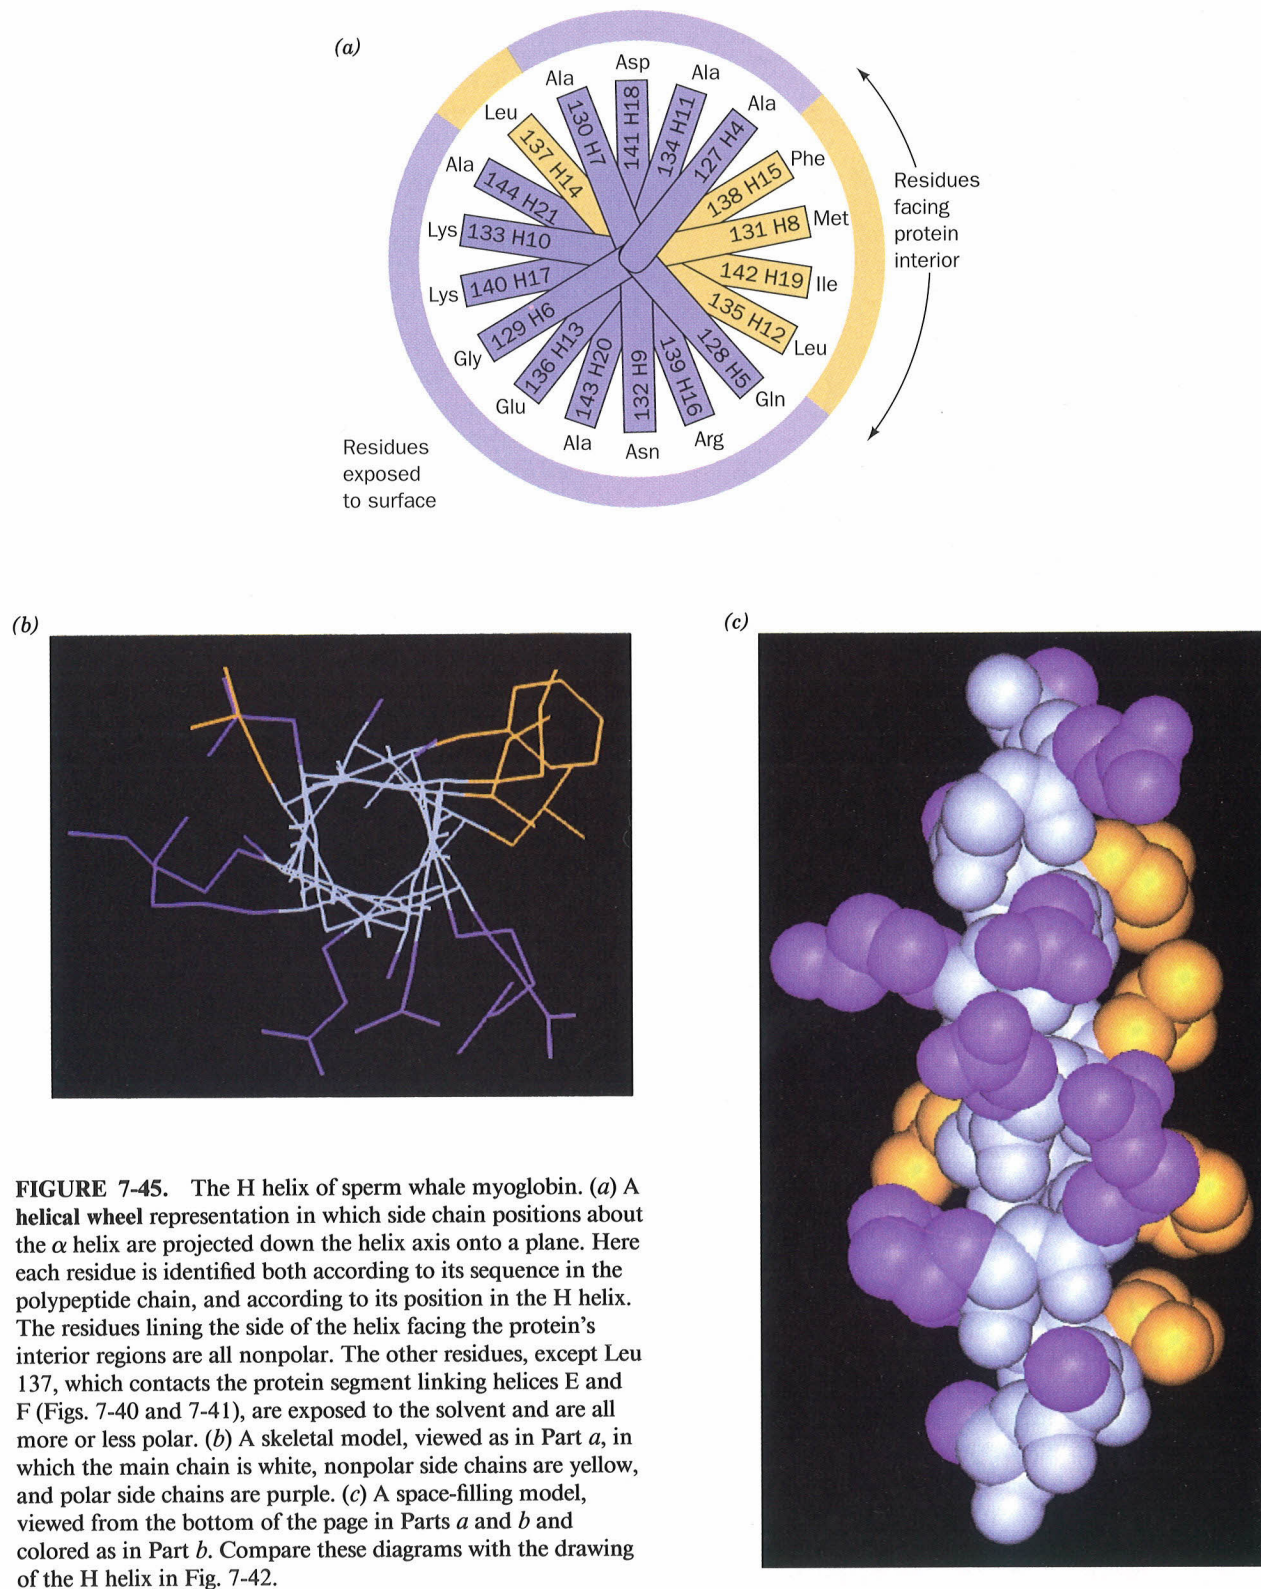 (a)
Asp
Ala
Ala
Ala
Leu
Phe
Ala
Met
Lys
Ile
Lys
Leu
Gly
Gln
Glu
Ala
Asn
Arg
141 H18
134 H11
127 H4
130 H7
137 H14
138 H15
144 H21
131 H8
133 H10
142 H19
140 H17
135 H12
129 H6
128 H5
136 H13
143 H20
132 H9
139 H16
Residues
facing
protein
interior
Residues
exposed
to surface
(b)
(c)
FIGURE 7-45. The H helix of sperm whale myoglobin. (a) A
helical wheel representation in which side chain positions about
the α helix are projected down the helix axis onto a plane. Here
each residue is identified both according to its sequence in the
polypeptide chain, and according to its position in the H helix.
The residues lining the side of the helix facing the protein's
interior regions are all nonpolar. The other residues, except Leu
137, which contacts the protein segment linking helices E and
F (Figs. 7-40 and 7-41), are exposed to the solvent and are all
more or less polar. (b) A skeletal model, viewed as in Part a, in
which the main chain is white, nonpolar side chains are yellow,
and polar side chains are purple. (c) A space-filling model,
viewed from the bottom of the page in Parts a and b and
colored as in Part b. Compare these diagrams with the drawing
of the H helix in Fig. 7-42.